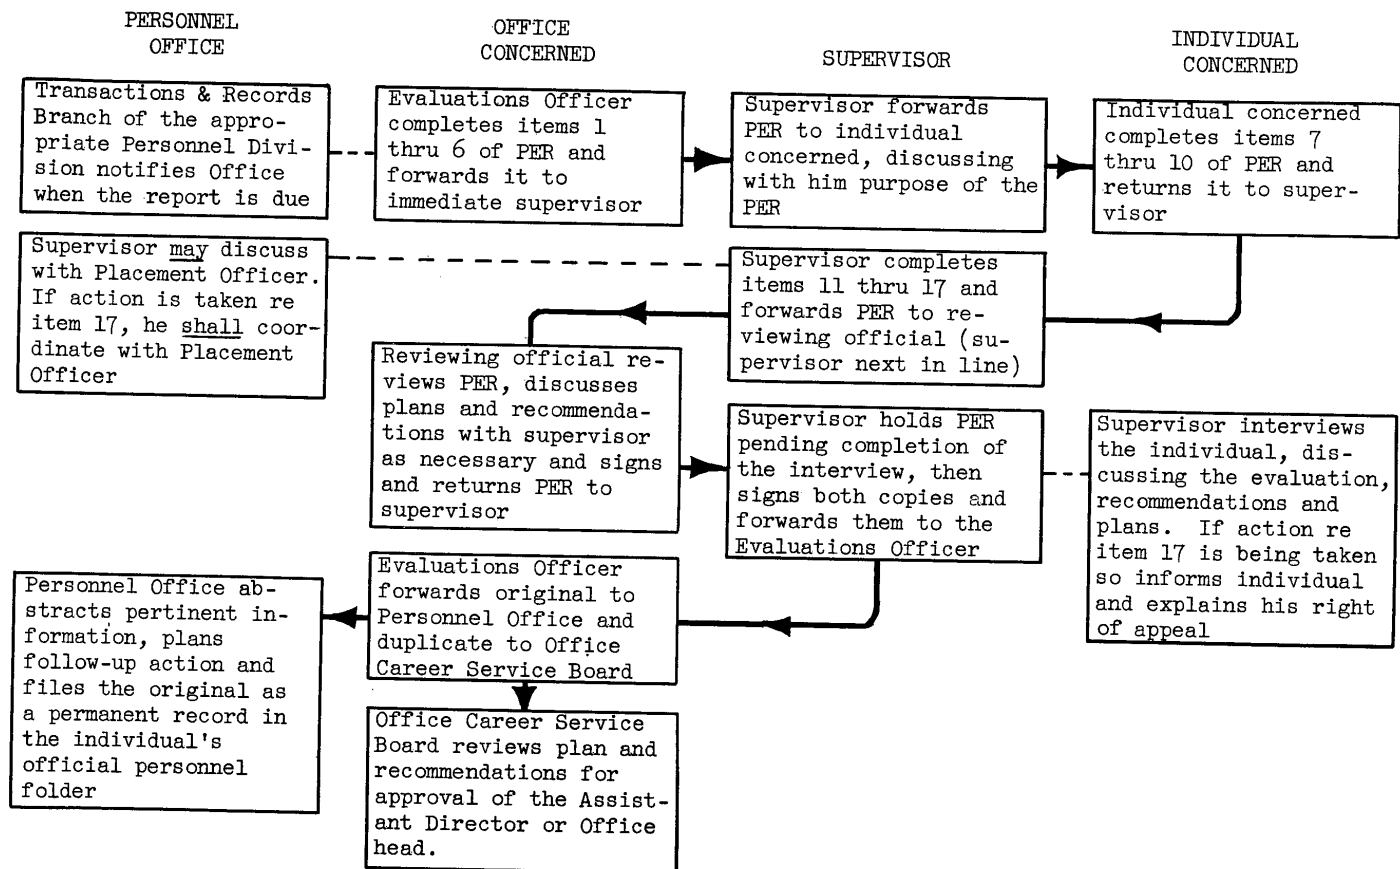 PERSONNEL
OFFICE
OFFICE
CONCERNED
SUPERVISOR
INDIVIDUAL
CONCERNED
Transactions & Records
Branch of the appro-
priate Personnel Divi-
sion notifies Office
when the report is due
Evaluations Officer
completes items 1
thru 6 of PER and
forwards it to
immediate supervisor
Supervisor forwards
PER to individual
concerned, discussing
with him purpose of the
PER
Individual concerned
completes items 7
thru 10 of PER and
returns it to super-
visor
Supervisor may discuss
with Placement Officer.
If action is taken re
item 17, he shall coor-
dinate with Placement
Officer
Supervisor completes
items 11 thru 17 and
forwards PER to re-
viewing official (su-
pervisor next in line)
Reviewing official re-
views PER, discusses
plans and recommenda-
tions with supervisor
as necessary and signs
and returns PER to
supervisor
Supervisor holds PER
pending completion of
the interview, then
signs both copies and
forwards them to the
Evaluations Officer
Supervisor interviews
the individual, dis-
cussing the evaluation,
recommendations and
plans. If action re
item 17 is being taken
so informs individual
and explains his right
of appeal
Evaluations Officer
forwards original to
Personnel Office and
duplicate to Office
Career Service Board
Personnel Office ab-
stracts pertinent in-
formation, plans
follow-up action and
files the original as
a permanent record in
the individual's
official personnel
folder
Office Career Service
Board reviews plan and
recommendations for
approval of the Assist-
ant Director or Office
head.